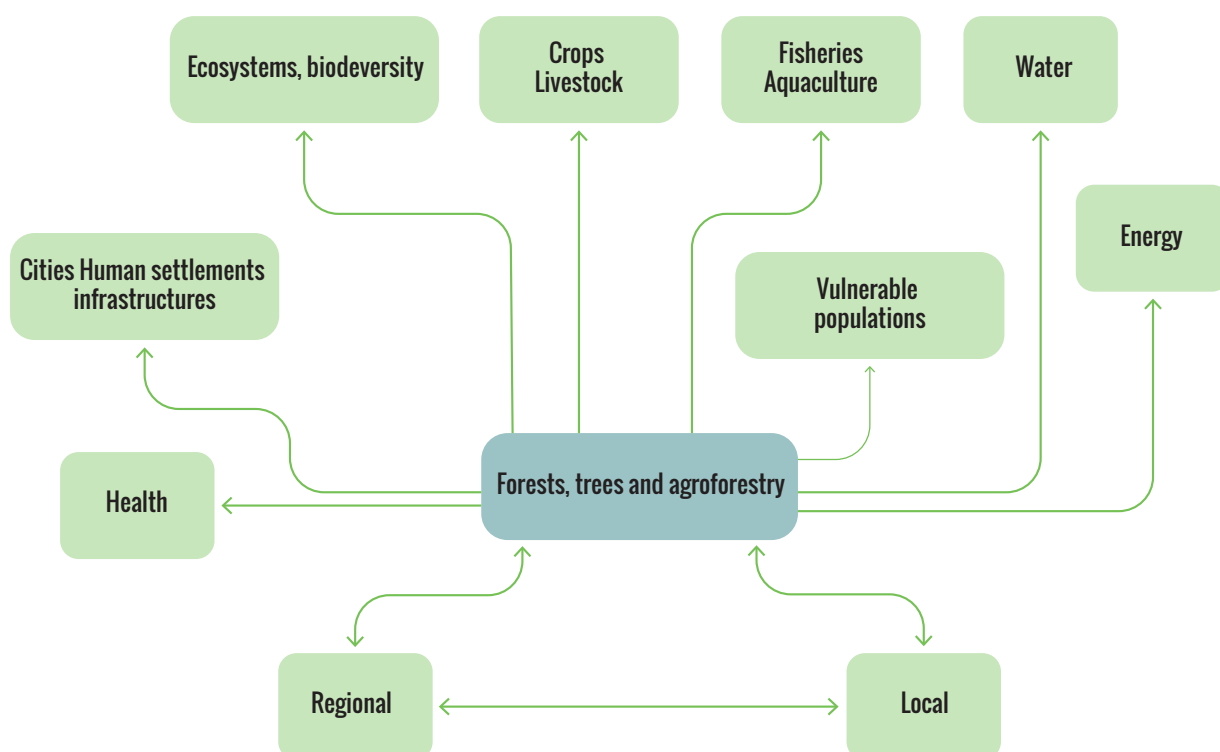 Ecosystems, biodeversity
Crops
Livestock
Fisheries
Aquaculture
Water
Energy
Cities Human settlements
infrastructures
Vulnerable
populations
Forests, trees and agroforestry
Health
Regional
Local